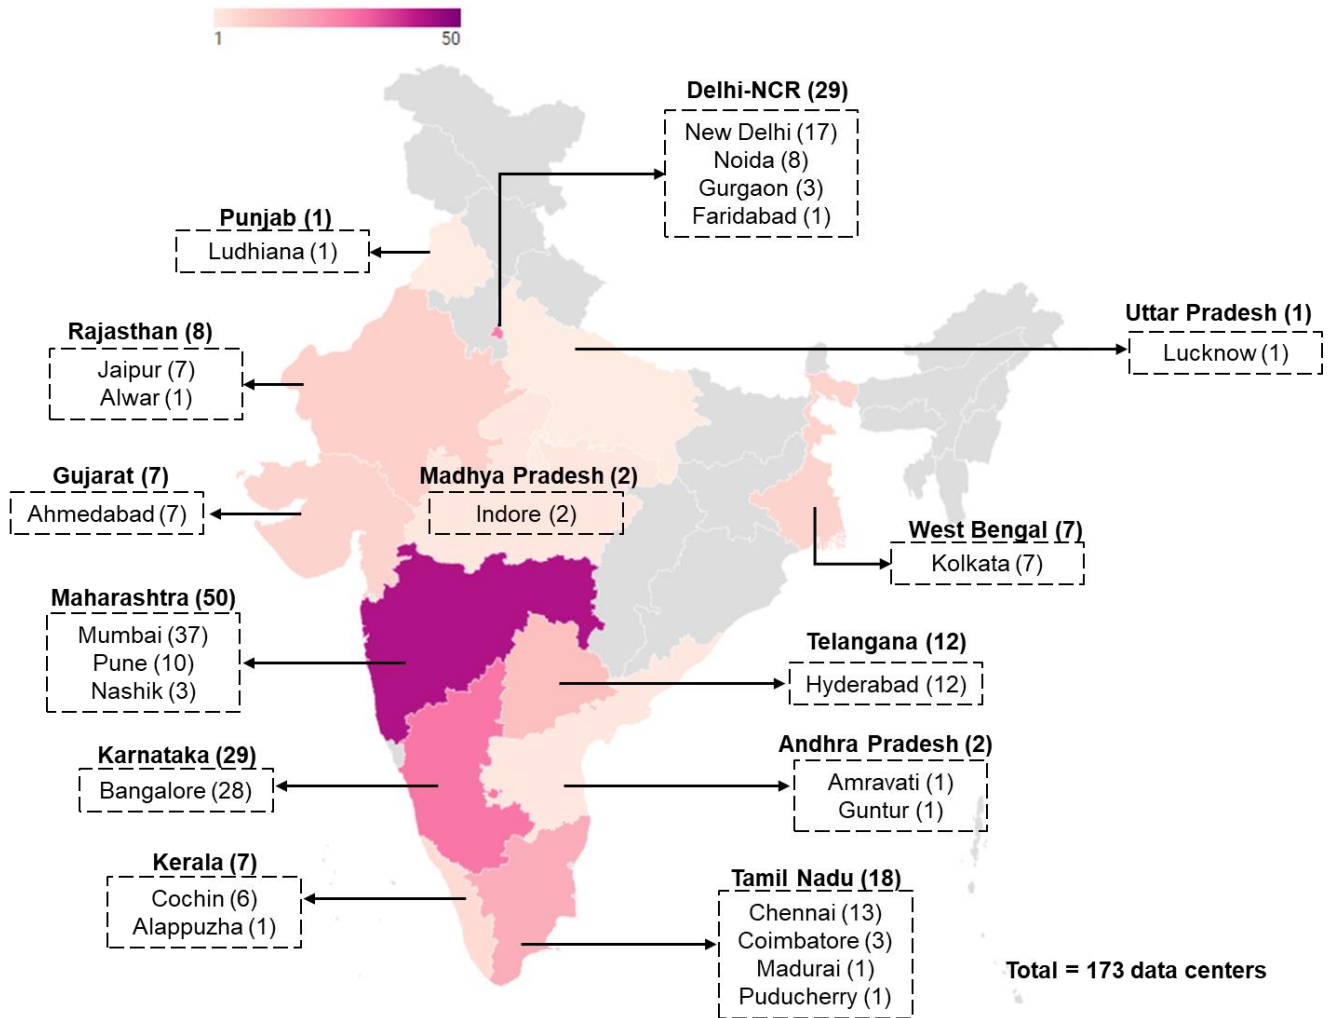 1
50
Delhi-NCR (29)
New Delhi (17)
Noida (8)
Gurgaon (3)
Faridabad (1)
Punjab (1)
Ludhiana (1)
Uttar Pradesh (1)
Lucknow (1)
Rajasthan (8)
Jaipur (7)
Alwar (1)
Gujarat (7)
Ahmedabad (7)
Madhya Pradesh (2)
Indore (2)
West Bengal (7)
Kolkata (7)
Maharashtra (50)
Mumbai (37)
Pune (10)
Nashik (3)
Telangana (12)
Hyderabad (12)
Karnataka (29)
Bangalore (28)
Andhra Pradesh (2)
Amravati (1)
Guntur (1)
Kerala (7)
Cochin (6)
Alappuzha (1)
Tamil Nadu (18)
Chennai (13)
Coimbatore (3)
Madurai (1)
Puducherry (1)
Total = 173 data centers